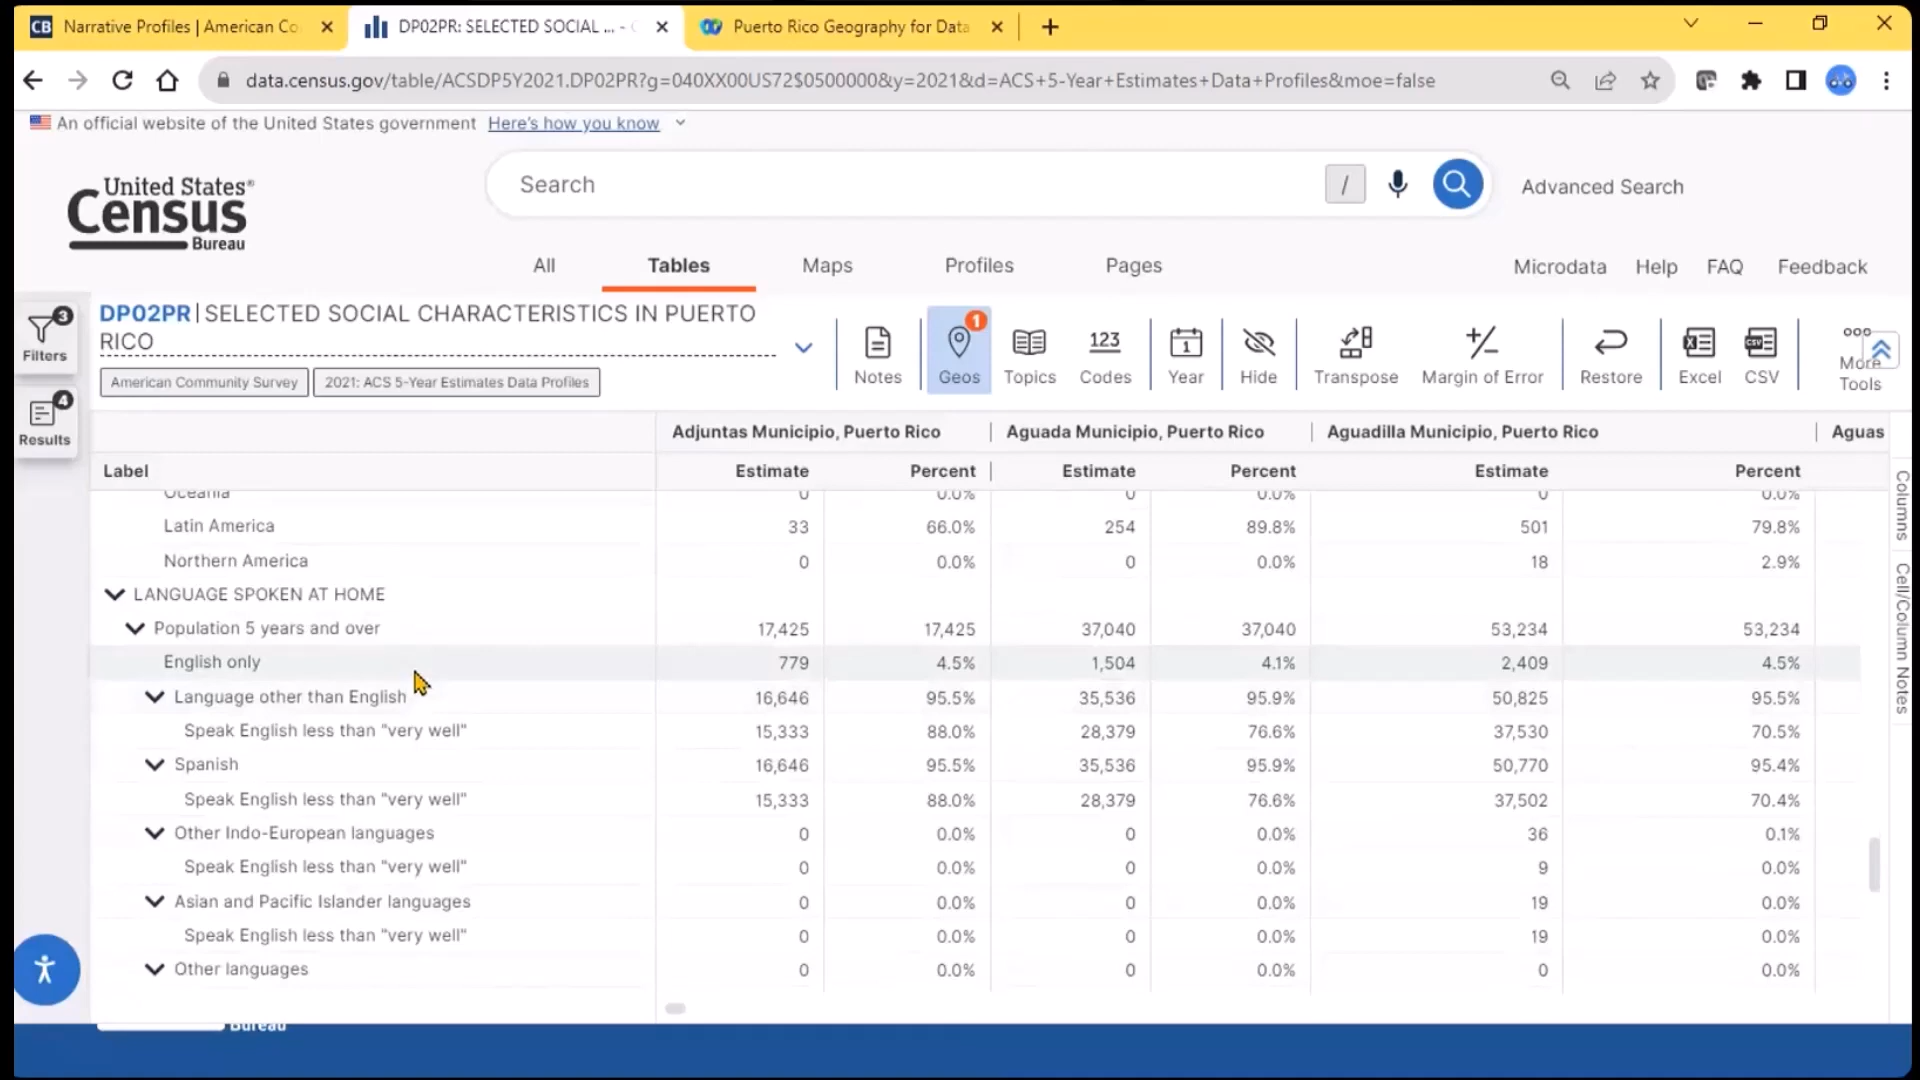 CB Narrative Profiles | American Co
DP02PR: SELECTED SOCIAL ... -
Puerto Rico Geography for Data
data.census.gov/table/ACSDP5Y2021.DP02PR?g=040XX00US72$0500000&y=2021&d=ACS+5-Year+Estimates+Data+Profiles&moe=false
An official website of the United States government Here's how you know
United States® Census Bureau
Search /
Advanced Search
All Tables Maps Profiles Pages
Microdata Help FAQ Feedback
3 Filters
4 Results
DP02PR | SELECTED SOCIAL CHARACTERISTICS IN PUERTO
RICO
American Community Survey 2021: ACS 5-Year Estimates Data Profiles
Notes 1 Geos Topics 123 Codes 1 Year Hide Transpose +/- Margin of Error Restore Excel CSV More Tools
Adjuntas Municipio, Puerto Rico Aguada Municipio, Puerto Rico Aguadilla Municipio, Puerto Rico Aguas
Label Estimate Percent Estimate Percent Estimate Percent
Oceania 0 0.0% 0 0.0% 0 0.0%
Latin America 33 66.0% 254 89.8% 501 79.8%
Northern America 0 0.0% 0 0.0% 18 2.9%
LANGUAGE SPOKEN AT HOME
Population 5 years and over 17,425 17,425 37,040 37,040 53,234 53,234
English only 779 4.5% 1,504 4.1% 2,409 4.5%
Language other than English 16,646 95.5% 35,536 95.9% 50,825 95.5%
Speak English less than "very well" 15,333 88.0% 28,379 76.6% 37,530 70.5%
Spanish 16,646 95.5% 35,536 95.9% 50,770 95.4%
Speak English less than "very well" 15,333 88.0% 28,379 76.6% 37,502 70.4%
Other Indo-European languages 0 0.0% 0 0.0% 36 0.1%
Speak English less than "very well" 0 0.0% 0 0.0% 9 0.0%
Asian and Pacific Islander languages 0 0.0% 0 0.0% 19 0.0%
Speak English less than "very well" 0 0.0% 0 0.0% 19 0.0%
Other languages 0 0.0% 0 0.0% 0 0.0%
Columns
Cell/Column Notes
Bureau